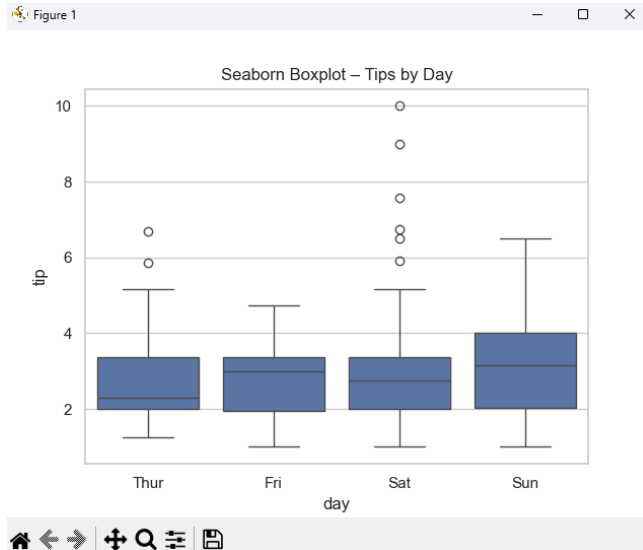 Figure 1
Seaborn Boxplot – Tips by Day
10
8
6
4
2
tip
Thur Fri Sat Sun
day